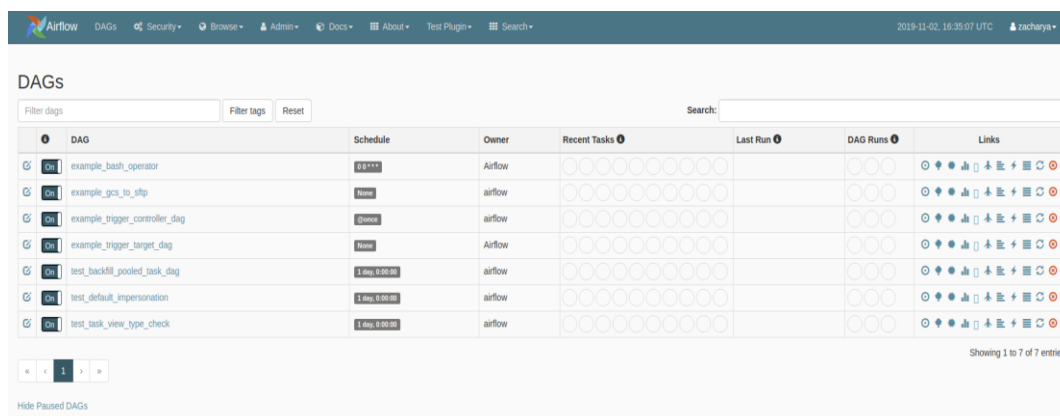 Airflow DAGs Security Browse Admin Docs About Test Plugin Search 2019-11-02, 16:35:07 UTC zacharya
DAGs
Filter dags Filter tags Reset Search:
DAG Schedule Owner Recent Tasks Last Run DAG Runs Links
On example_bash_operator 0 0 * * * Airflow
On example_gcs_to_sftp None airflow
On example_trigger_controller_dag @once airflow
On example_trigger_target_dag None Airflow
On test_backfill_pooled_task_dag 1 day, 0:00:00 airflow
On test_default_impersonation 1 day, 0:00:00 airflow
On test_task_view_type_check 1 day, 0:00:00 airflow
Showing 1 to 7 of 7 entrie
« ‹ 1 › »
Hide Paused DAGs